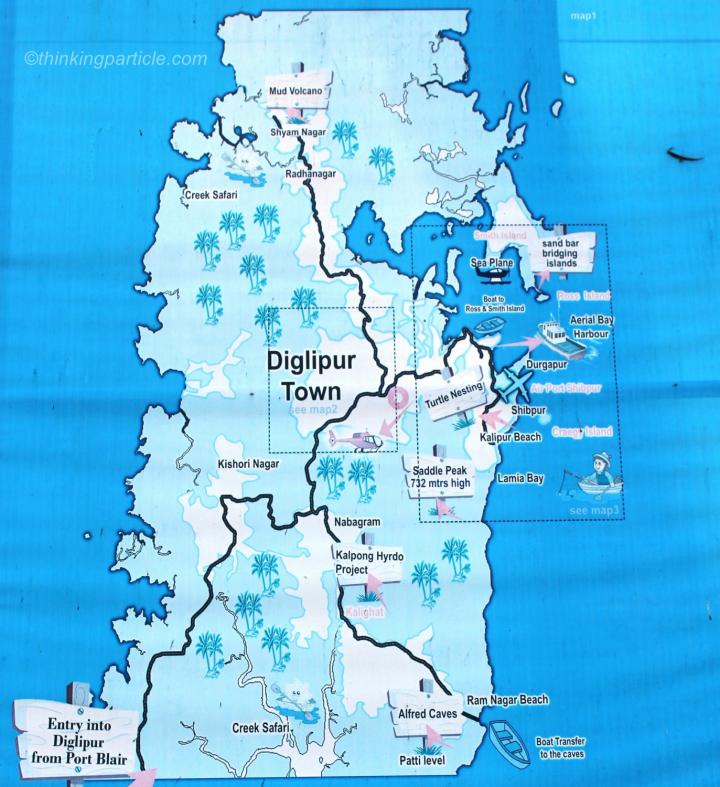 map1
©thinkingparticle.com
Mud Volcano
Shyam Nagar
Radhanagar
Creek Safari
Smith Island
sand bar
bridging
islands
Sea Plane
Ross Island
Boat to
Ross & Smith Island
Aerial Bay
Harbour
Durgapur
Diglipur
Town
see map2
Air Port Shibpur
Turtle Nesting
Shibpur
Kalipur Beach
Craggy Island
Kishori Nagar
Saddle Peak
732 mtrs high
Lamia Bay
see map3
Nabagram
Kalpong Hyrdo
Project
Kalighat
Ram Nagar Beach
Alfred Caves
Entry into
Diglipur
from Port Blair
Creek Safari
Patti level
Boat Transfer
to the caves